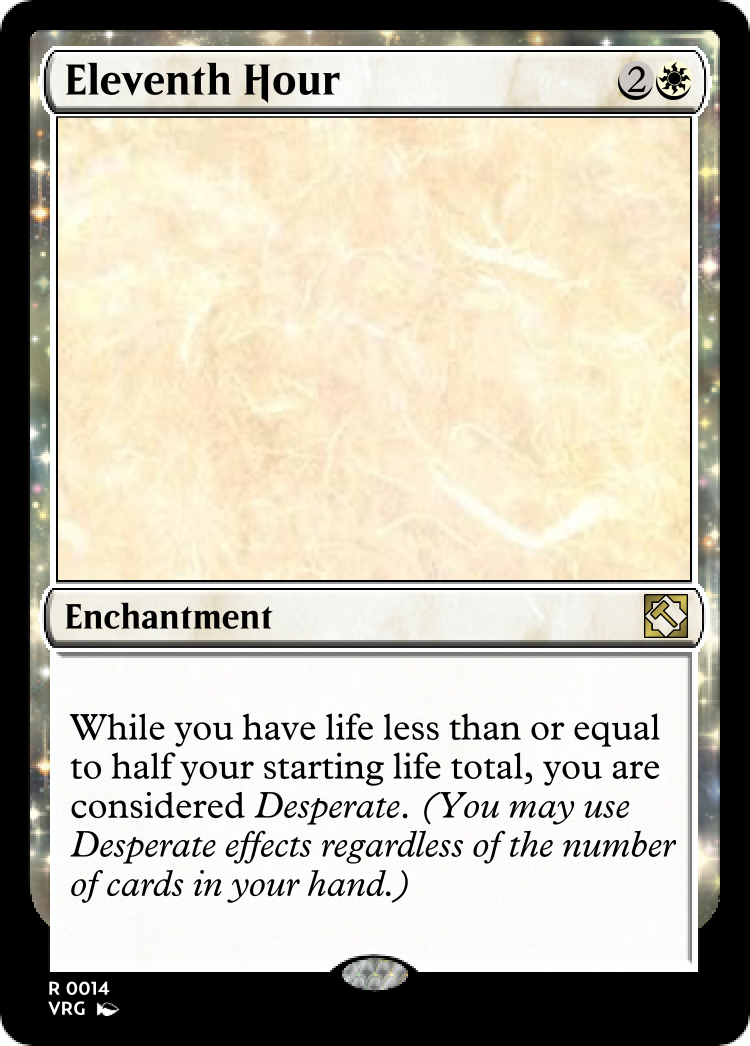 Eleventh Hour 2
Enchantment
While you have life less than or equal
to half your starting life total, you are
considered Desperate. (You may use
Desperate effects regardless of the number
of cards in your hand.)
R 0014
VRG